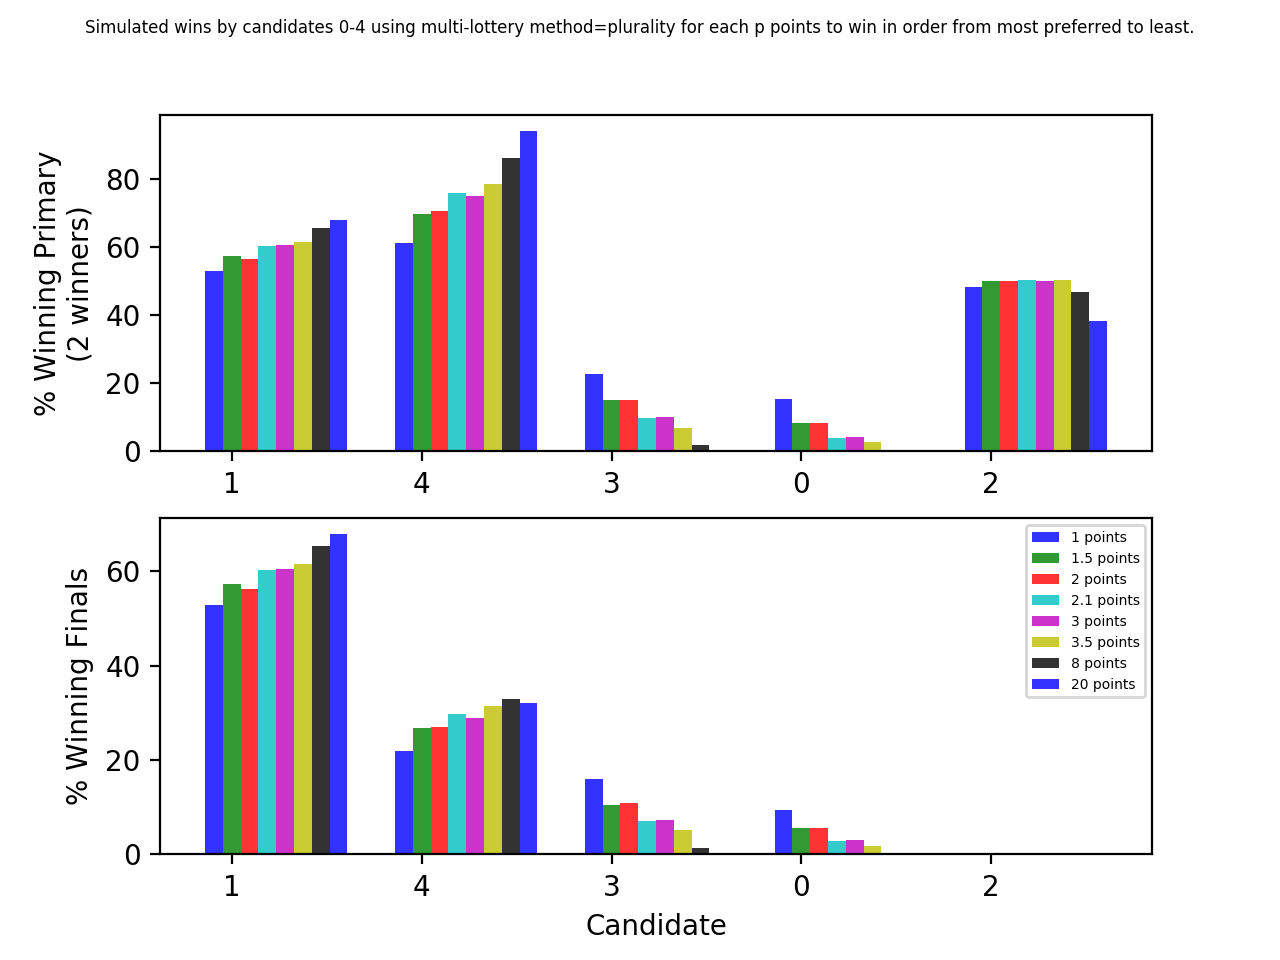 Simulated wins by candidates 0-4 using multi-lottery method=plurality for each p points to win in order from most preferred to least.
% Winning Primary
(2 winners)
80
60
40
20
0
1 4 3 0 2
% Winning Finals
60
40
20
0
1 points
1.5 points
2 points
2.1 points
3 points
3.5 points
8 points
20 points
1 4 3 0 2
Candidate